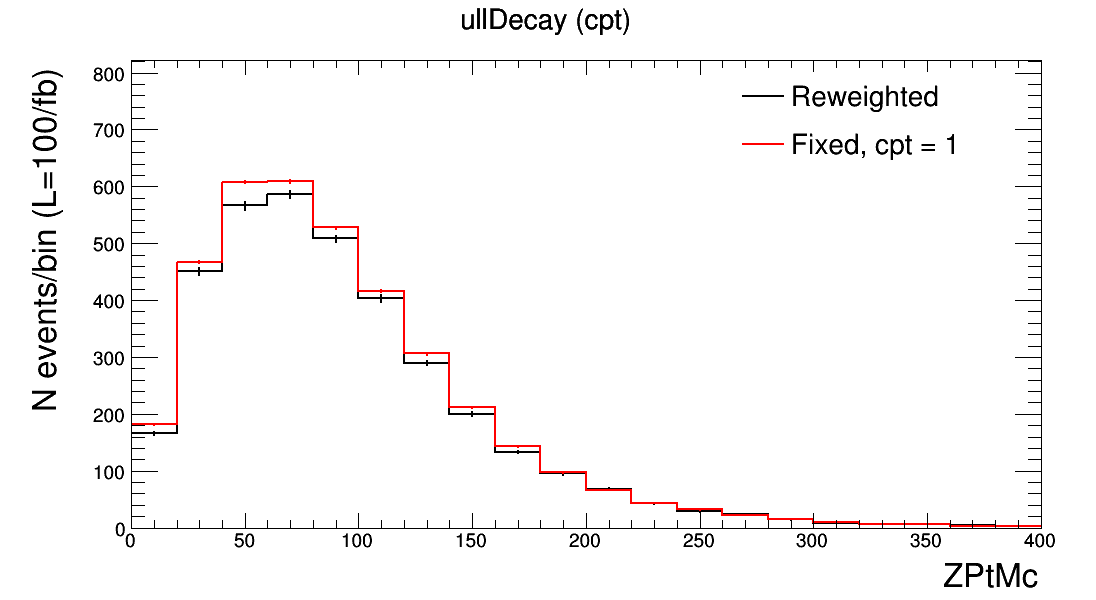 ullDecay (cpt)
N events/bin (L=100/fb)
800
700
600
500
400
300
200
100
0
Reweighted
Fixed, cpt = 1
0 50 100 150 200 250 300 350 400
ZPtMc